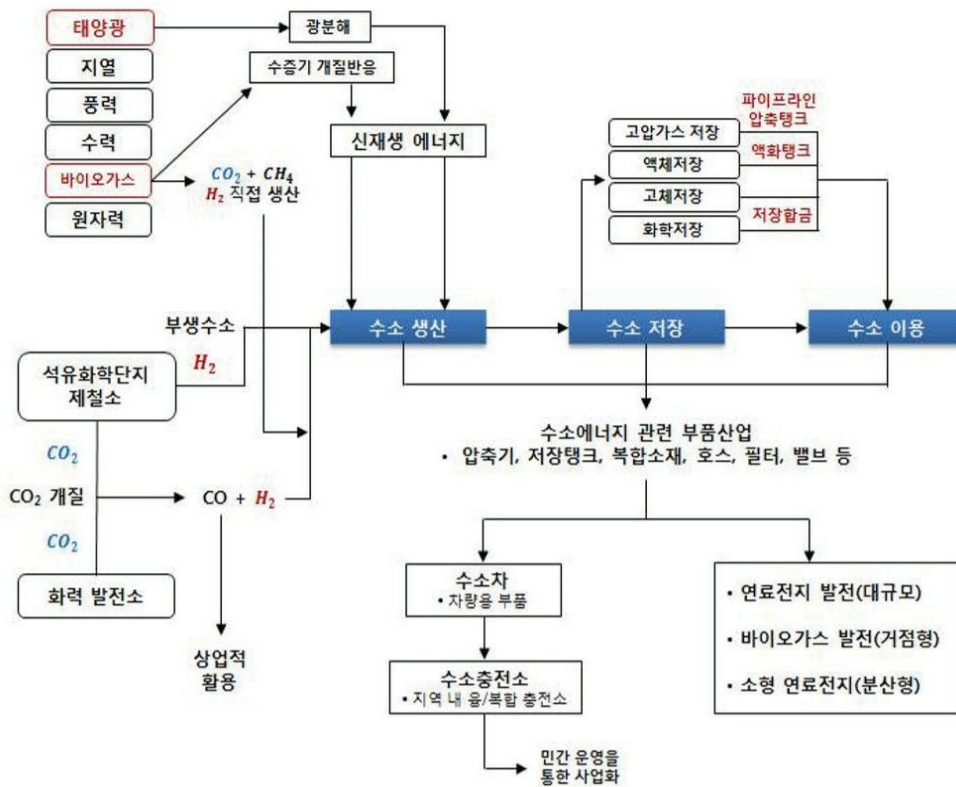 태양광
지열
풍력
수력
바이오가스
원자력
광분해
수증기 개질반응
신재생 에너지
CO₂ + CH₄
H₂ 직접 생산
고압가스 저장
액체저장
고체저장
화학저장
파이프라인
압축탱크
액화탱크
저장합금
부생수소
수소 생산
수소 저장
수소 이용
석유화학단지
제철소
H₂
CO₂
CO₂ 개질
CO + H₂
CO₂
화력 발전소
상업적
활용
수소에너지 관련 부품산업
• 압축기, 저장탱크, 복합소재, 호스, 필터, 밸브 등
수소차
• 차량용 부품
수소충전소
• 지역 내 융/복합 충전소
민간 운영을
통한 사업화
• 연료전지 발전(대규모)
• 바이오가스 발전(거점형)
• 소형 연료전지(분산형)